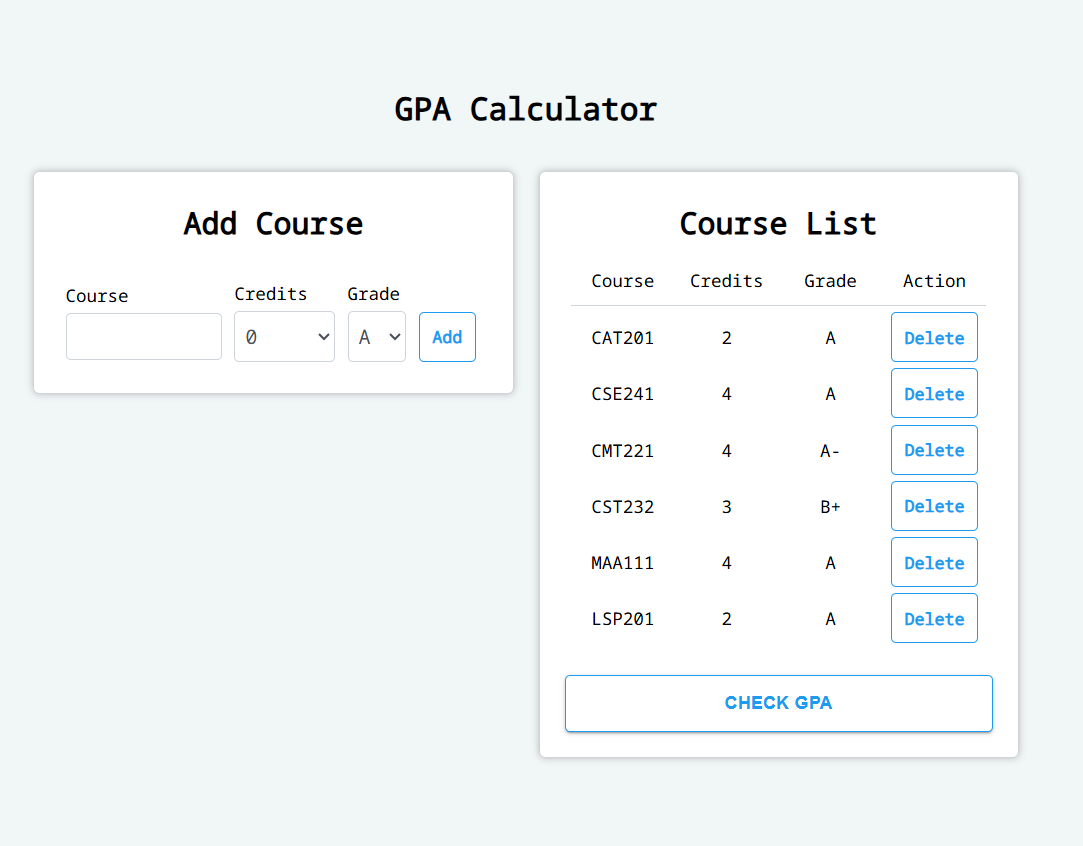 GPA Calculator
Add Course
Course Credits Grade
0 A Add
Course List
Course Credits Grade Action
CAT201 2 A Delete
CSE241 4 A Delete
CMT221 4 A- Delete
CST232 3 B+ Delete
MAA111 4 A Delete
LSP201 2 A Delete
CHECK GPA